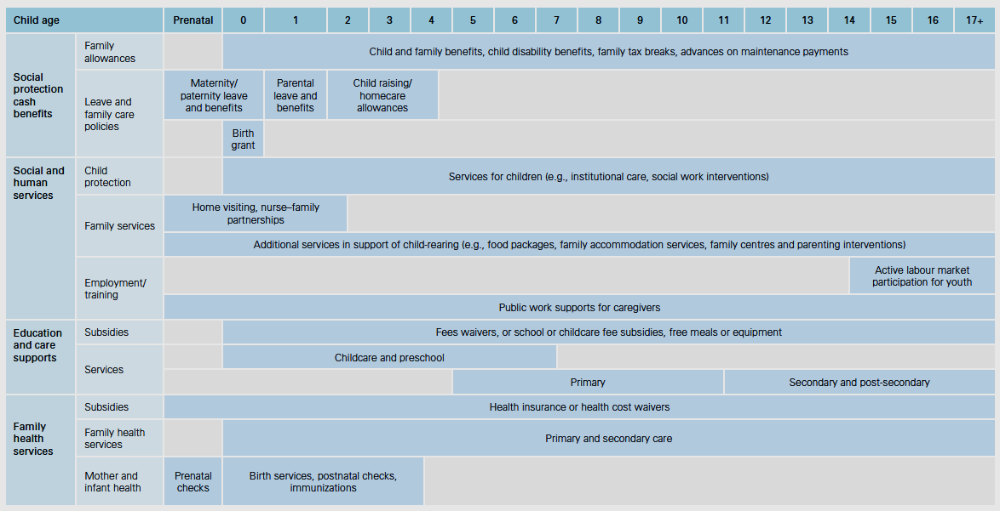 Child age Prenatal 0 1 2 3 4 5 6 7 8 9 10 11 12 13 14 15 16 17+
Social
protection
cash
benefits
Family
allowances
Child and family benefits, child disability benefits, family tax breaks, advances on maintenance payments
Leave and
family care
policies
Maternity/
paternity leave
and benefits
Parental
leave and
benefits
Child raising/
homecare
allowances
Birth
grant
Social and
human
services
Child
protection
Services for children (e.g., institutional care, social work interventions)
Family services
Home visiting, nurse–family
partnerships
Additional services in support of child-rearing (e.g., food packages, family accommodation services, family centres and parenting interventions)
Employment/
training
Active labour market
participation for youth
Public work supports for caregivers
Education
and care
supports
Subsidies
Fees waivers, or school or childcare fee subsidies, free meals or equipment
Services
Childcare and preschool
Primary
Secondary and post-secondary
Family
health
services
Subsidies
Health insurance or health cost waivers
Family health
services
Primary and secondary care
Mother and
infant health
Prenatal
checks
Birth services, postnatal checks,
immunizations